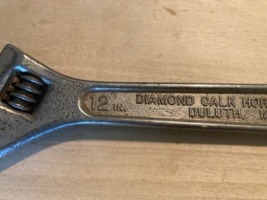 12 IN.
DIAMOND CALK HOR
DULUTH M